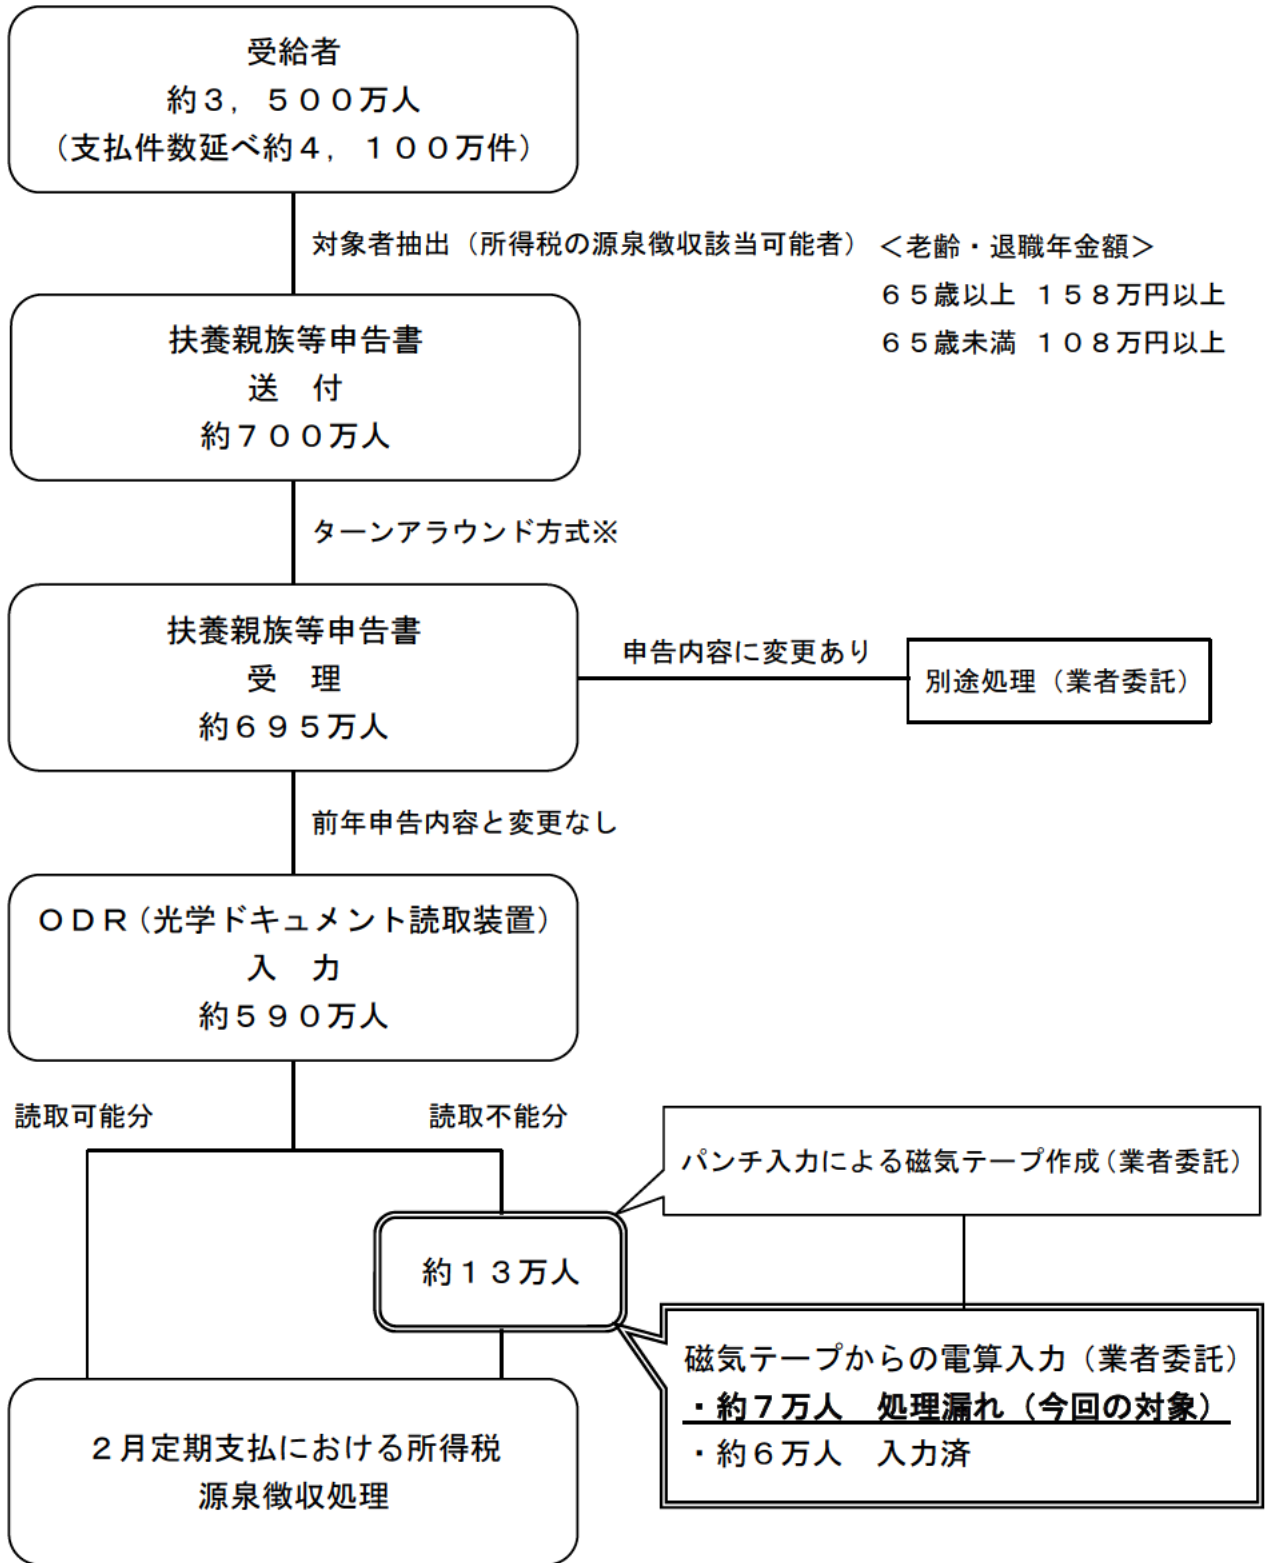 受給者
約３，５００万人
（支払件数延べ約４，１００万件）
対象者抽出（所得税の源泉徴収該当可能者）
＜老齢・退職年金額＞
６５歳以上 １５８万円以上
６５歳未満 １０８万円以上
扶養親族等申告書
送　付
約７００万人
ターンアラウンド方式※
扶養親族等申告書
受　理
約６９５万人
申告内容に変更あり
別途処理（業者委託）
前年申告内容と変更なし
ＯＤＲ（光学ドキュメント読取装置）
入　力
約５９０万人
読取可能分
読取不能分
パンチ入力による磁気テープ作成（業者委託）
約１３万人
磁気テープからの電算入力（業者委託）
・約７万人　処理漏れ（今回の対象）
・約６万人　入力済
２月定期支払における所得税
源泉徴収処理